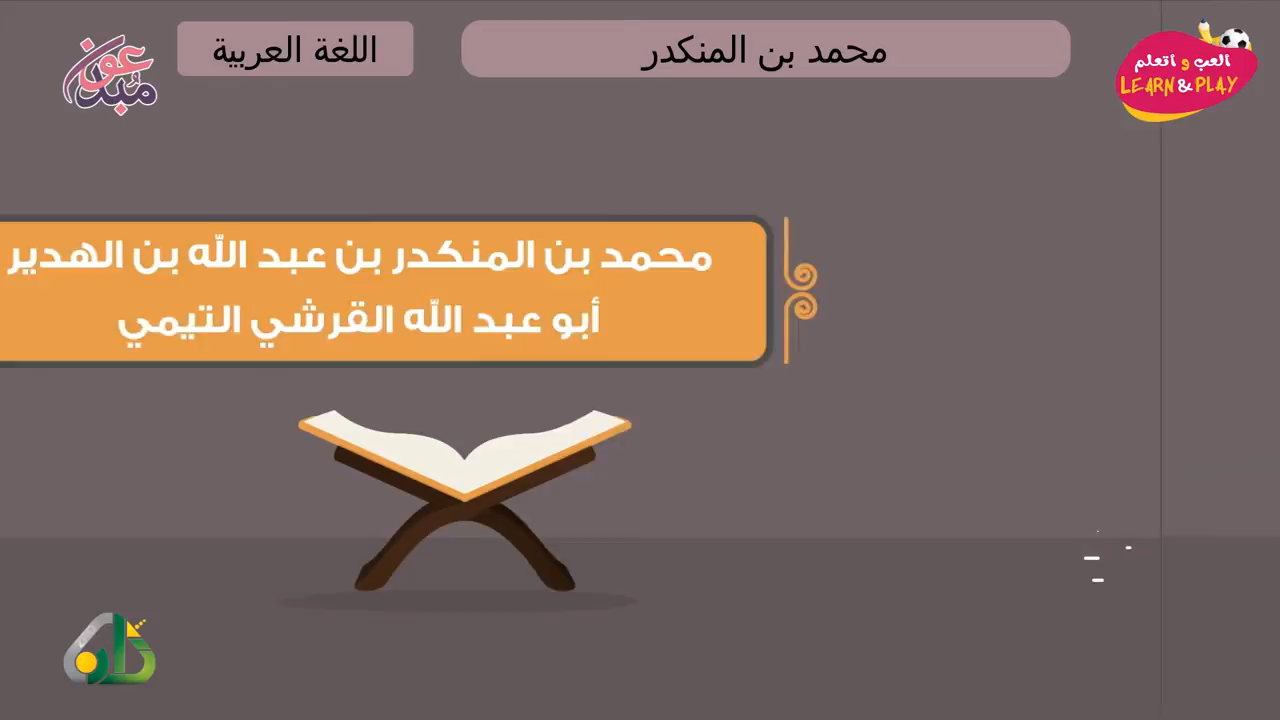 محمد بن المنكدر
اللغة العربية
العب و اتعلم
LEARN & PLAY
مبدعون
محمد بن المنكدر بن عبد الله بن الهدير
أبو عبد الله القرشي التيمي